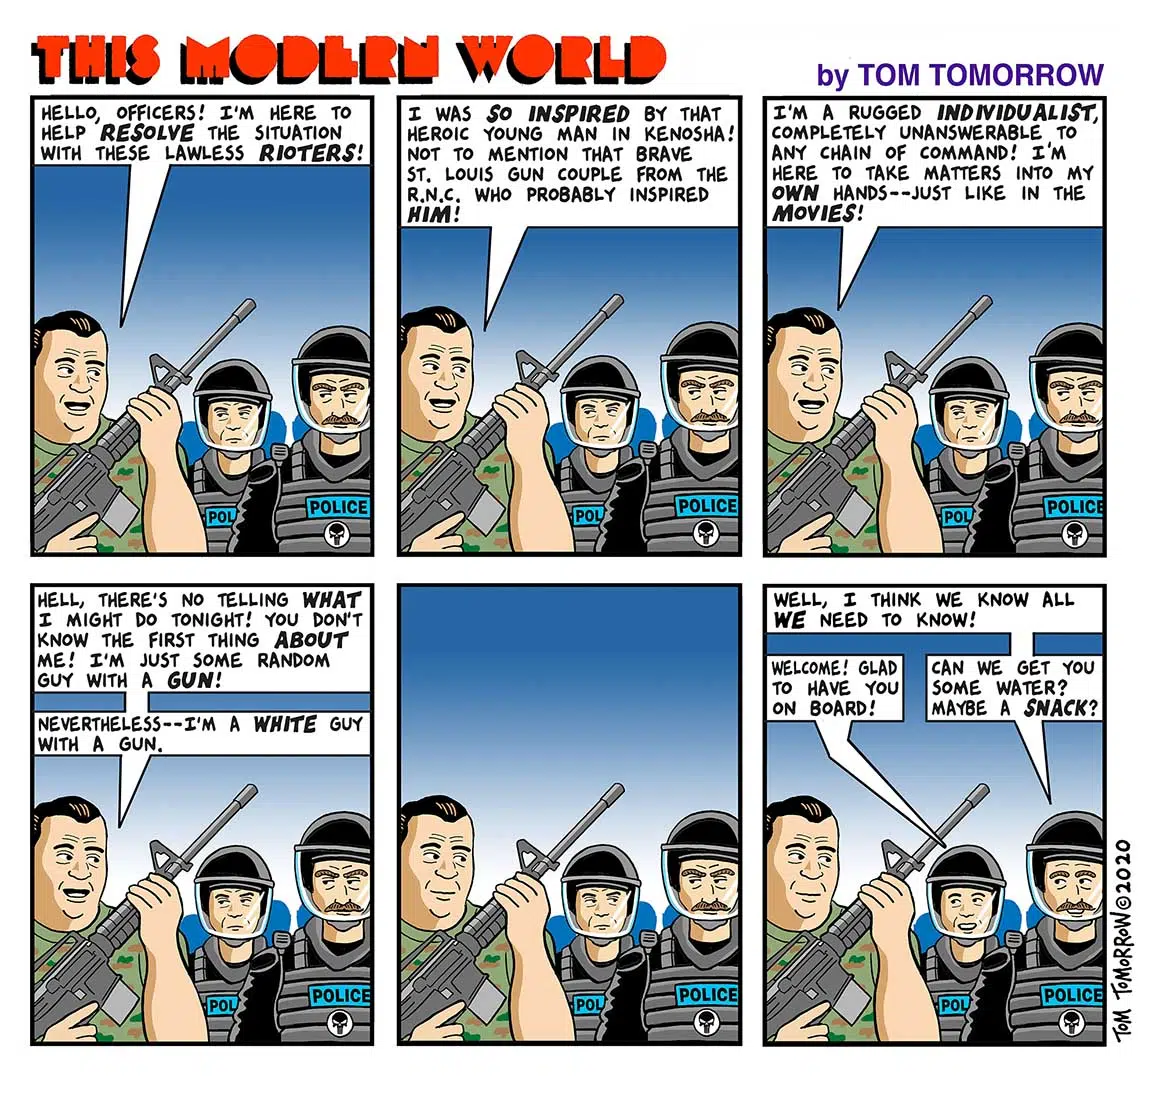 THIS MODERN WORLD
by TOM TOMORROW
HELLO, OFFICERS! I'M HERE TO
HELP RESOLVE THE SITUATION
WITH THESE LAWLESS RIOTERS!
POL
POLICE
I WAS SO INSPIRED BY THAT
HEROIC YOUNG MAN IN KENOSHA!
NOT TO MENTION THAT BRAVE
ST. LOUIS GUN COUPLE FROM THE
R.N.C. WHO PROBABLY INSPIRED
HIM!
POL
POLICE
I'M A RUGGED INDIVIDUALIST,
COMPLETELY UNANSWERABLE TO
ANY CHAIN OF COMMAND! I'M
HERE TO TAKE MATTERS INTO MY
OWN HANDS--JUST LIKE IN THE
MOVIES!
POL
POLICE
HELL, THERE'S NO TELLING WHAT
I MIGHT DO TONIGHT! YOU DON'T
KNOW THE FIRST THING ABOUT
ME! I'M JUST SOME RANDOM
GUY WITH A GUN!
NEVERTHELESS--I'M A WHITE GUY
WITH A GUN.
POL
POLICE
POL
POLICE
WELL, I THINK WE KNOW ALL
WE NEED TO KNOW!
WELCOME! GLAD
TO HAVE YOU
ON BOARD!
CAN WE GET YOU
SOME WATER?
MAYBE A SNACK?
POL
POLICE
TOM TOMORROW©2020